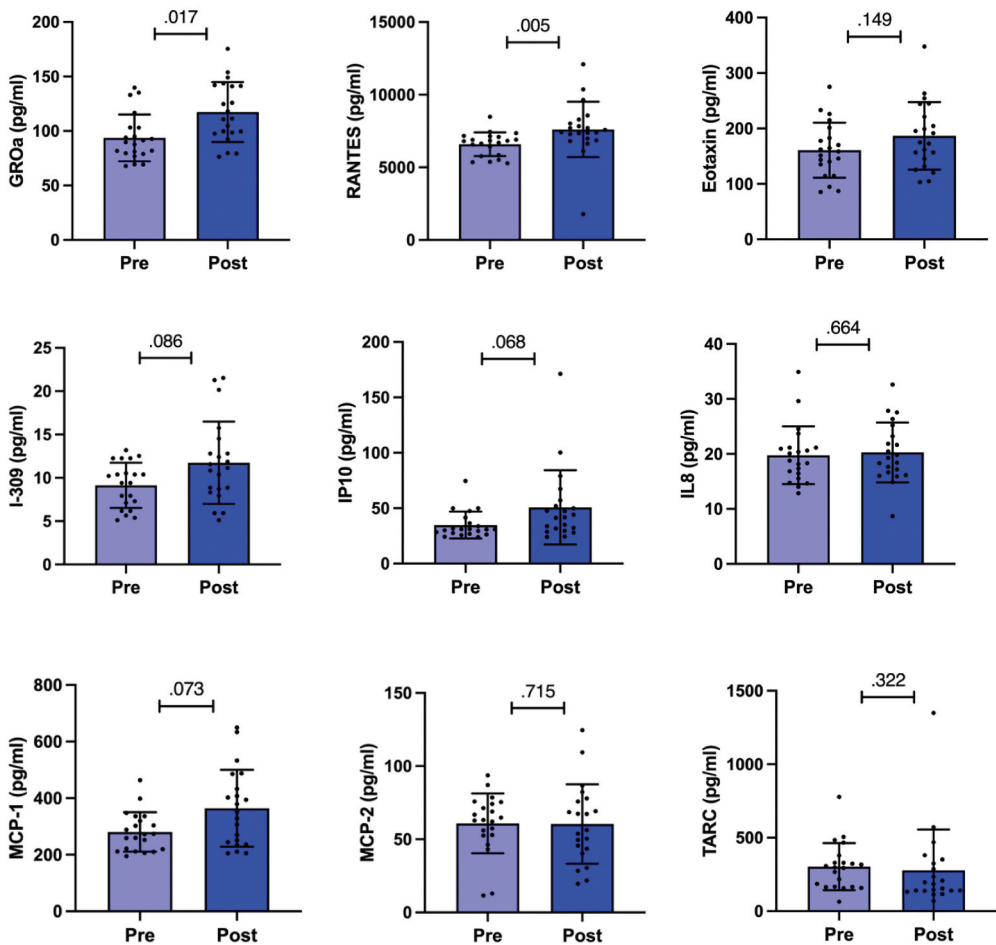 .017
GROa (pg/ml)
200
150
100
50
0
Pre Post
.005
RANTES (pg/ml)
15000
10000
5000
0
Pre Post
.149
Eotaxin (pg/ml)
400
300
200
100
0
Pre Post
.086
I-309 (pg/ml)
25
20
15
10
5
0
Pre Post
.068
IP10 (pg/ml)
200
150
100
50
0
Pre Post
.664
IL8 (pg/ml)
40
30
20
10
0
Pre Post
.073
MCP-1 (pg/ml)
800
600
400
200
0
Pre Post
.715
MCP-2 (pg/ml)
150
100
50
0
Pre Post
.322
TARC (pg/ml)
1500
1000
500
0
Pre Post